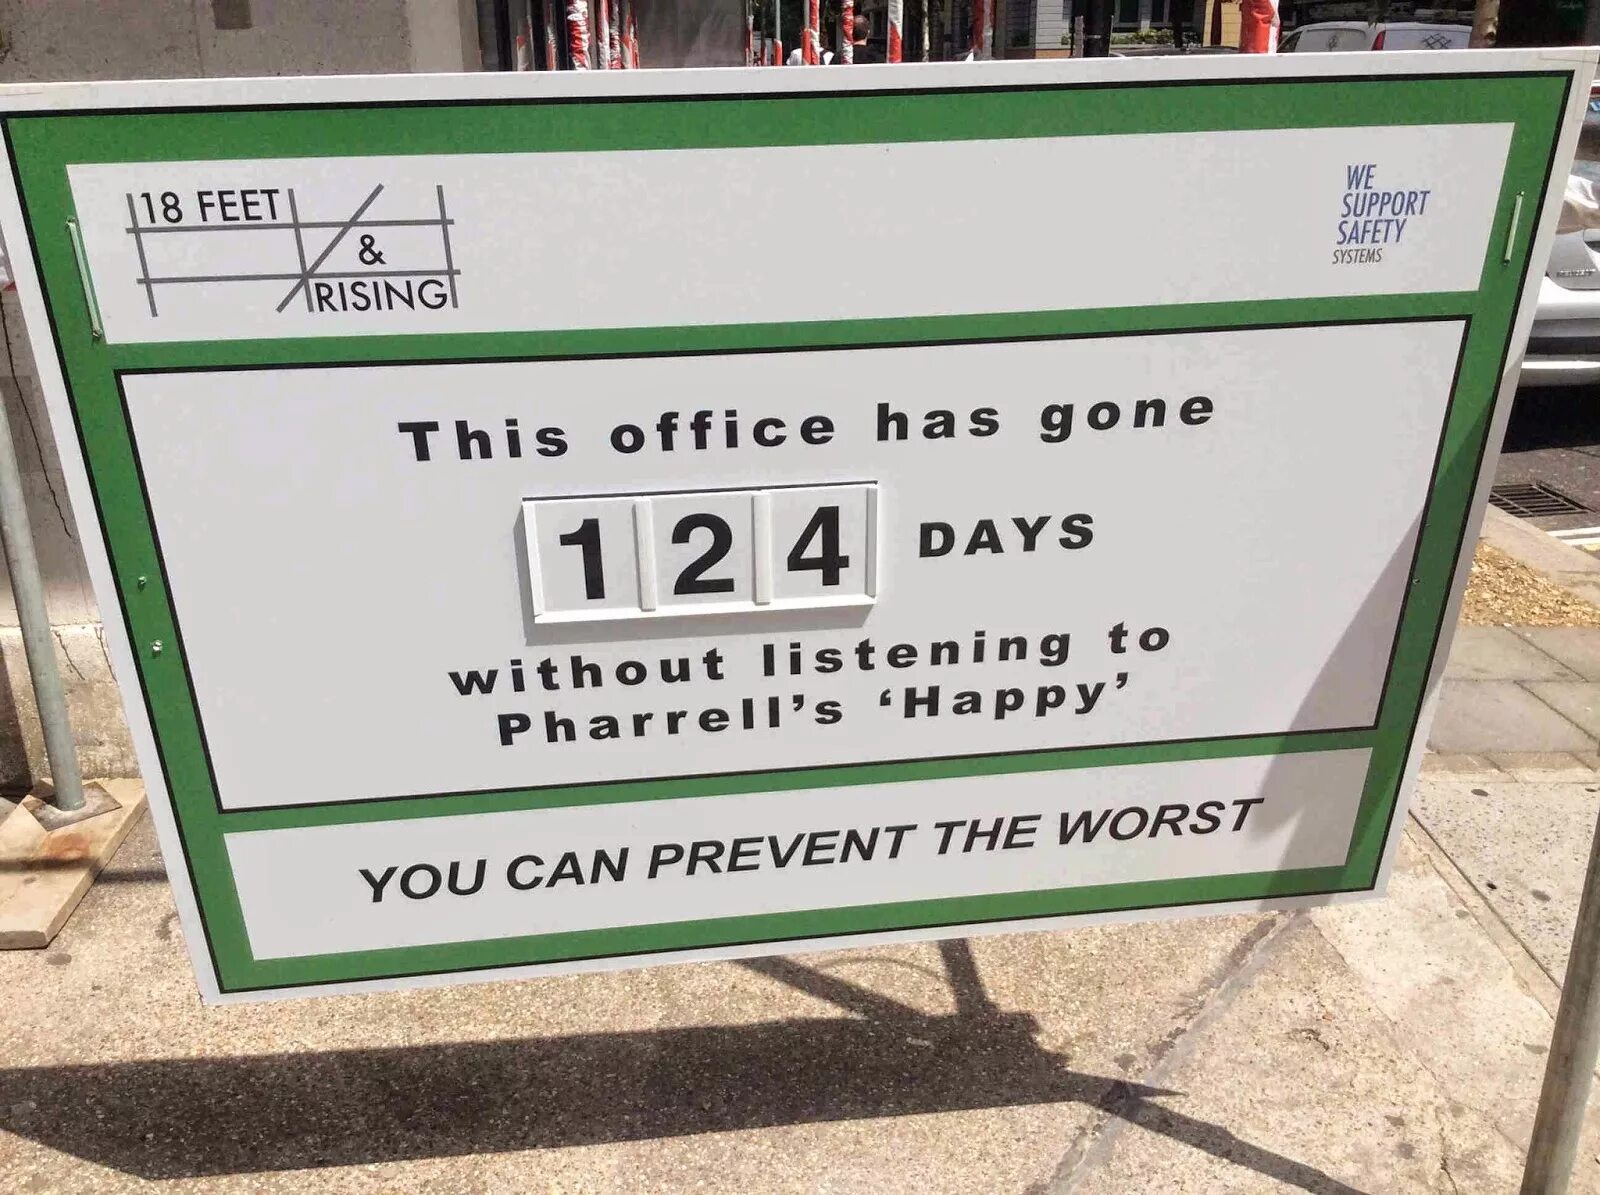 18 FEET
&
RISING
WE
SUPPORT
SAFETY
SYSTEMS
This office has gone
124 DAYS
without listening to
Pharrell's ‘Happy’
YOU CAN PREVENT THE WORST